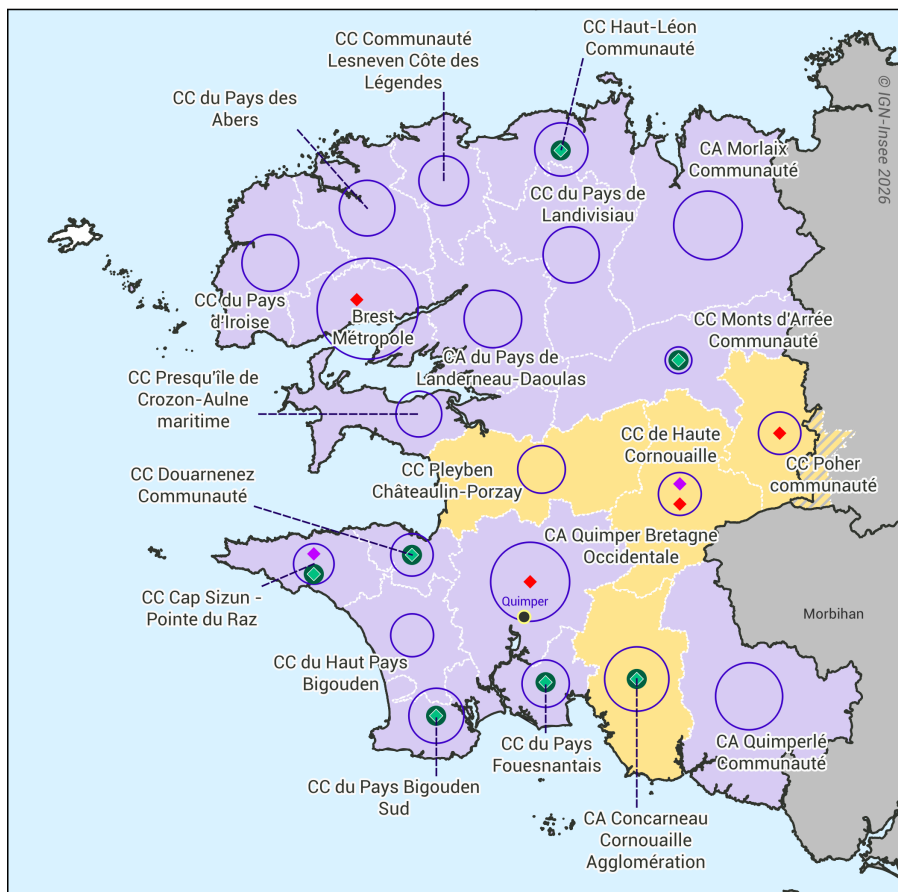 CC Haut-Léon
Communauté
CC Communauté
Lesneven Côte des
Légendes
CC du Pays des
Abers
© IGN-Insee 2026
CA Morlaix
Communauté
CC du Pays de
Landivisiau
CC du Pays
d'Iroise
Brest
Métropole
CC Monts d'Arrée
Communauté
CA du Pays de
Landerneau-Daoulas
CC Presqu'île de
Crozon-Aulne
maritime
CC de Haute
Cornouaille
CC Poher
communauté
CC Pleyben
Châteaulin-Porzay
CC Douarnenez
Communauté
CA Quimper Bretagne
Occidentale
CC Cap Sizun -
Pointe du Raz
Quimper
Morbihan
CC du Haut Pays
Bigouden
CC du Pays
Fouesnantais
CA Quimperlé
Communauté
CC du Pays Bigouden
Sud
CA Concarneau
Cornouaille
Agglomération